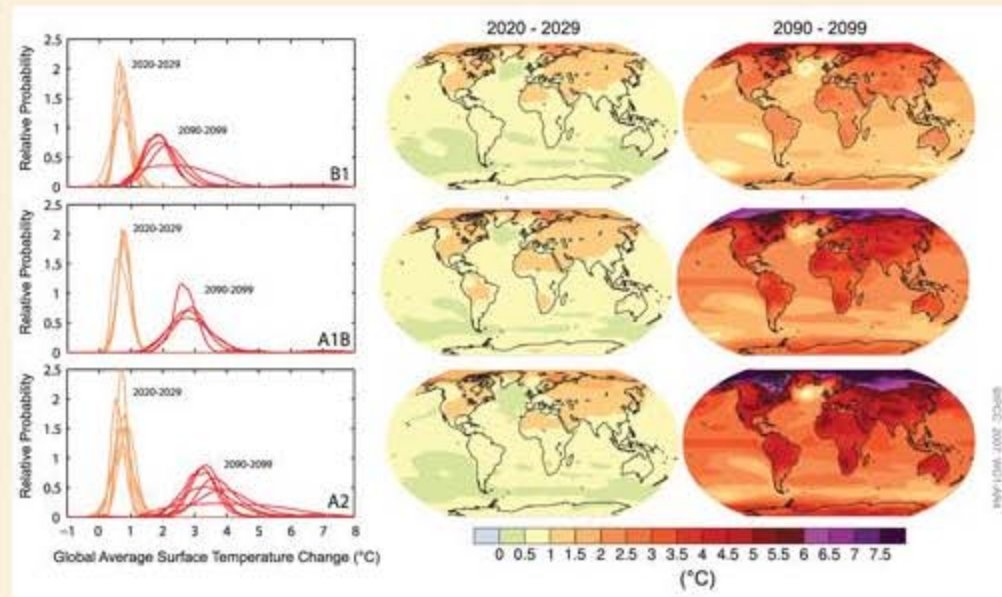 2020 - 2029
2090 - 2099
Relative Probability
2.5
2
1.5
1
0.5
0
2020-2029
2090-2099
B1
Relative Probability
2.5
2
1.5
1
0.5
0
2020-2029
2090-2099
A1B
Relative Probability
2.5
2
1.5
1
0.5
0
2020-2029
2090-2099
A2
-1 0 1 2 3 4 5 6 7 8
Global Average Surface Temperature Change (°C)
0 0.5 1 1.5 2 2.5 3 3.5 4 4.5 5 5.5 6 6.5 7 7.5
(°C)